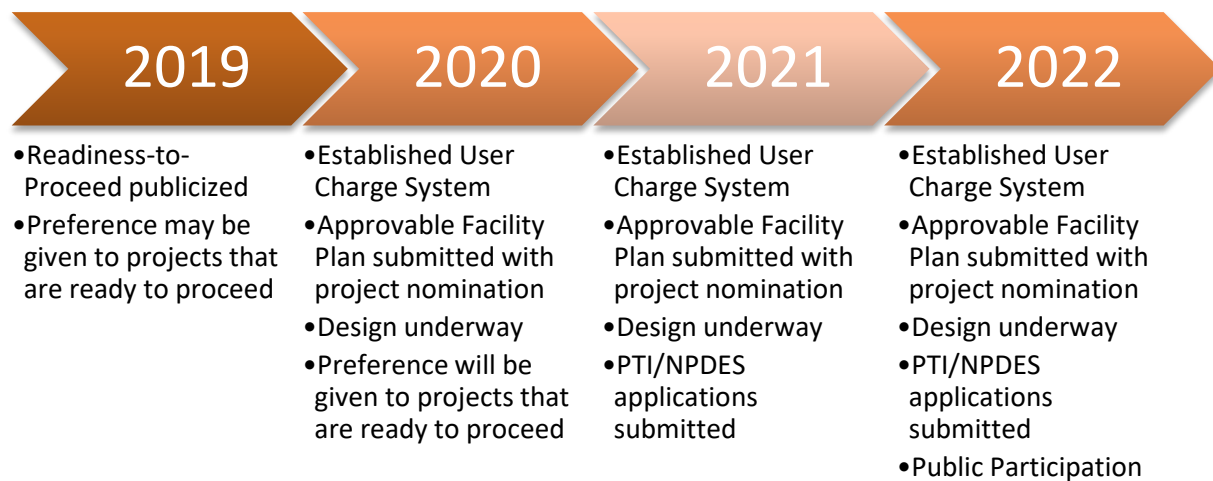 2019
2020
2021
2022
•Readiness-to-
Proceed publicized
•Preference may be
given to projects that
are ready to proceed
•Established User
Charge System
•Approvable Facility
Plan submitted with
project nomination
•Design underway
•Preference will be
given to projects that
are ready to proceed
•Established User
Charge System
•Approvable Facility
Plan submitted with
project nomination
•Design underway
•PTI/NPDES
applications
submitted
•Established User
Charge System
•Approvable Facility
Plan submitted with
project nomination
•Design underway
•PTI/NPDES
applications
submitted
•Public Participation